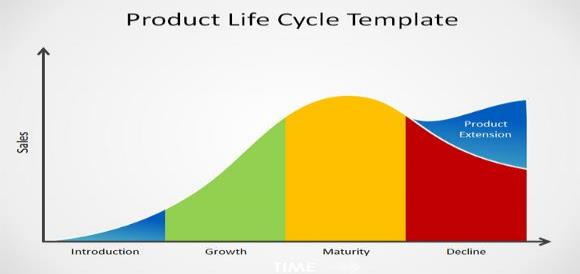 Product Life Cycle Template
Sales
Product
Extension
Introduction
Growth
Maturity
Decline
TIME